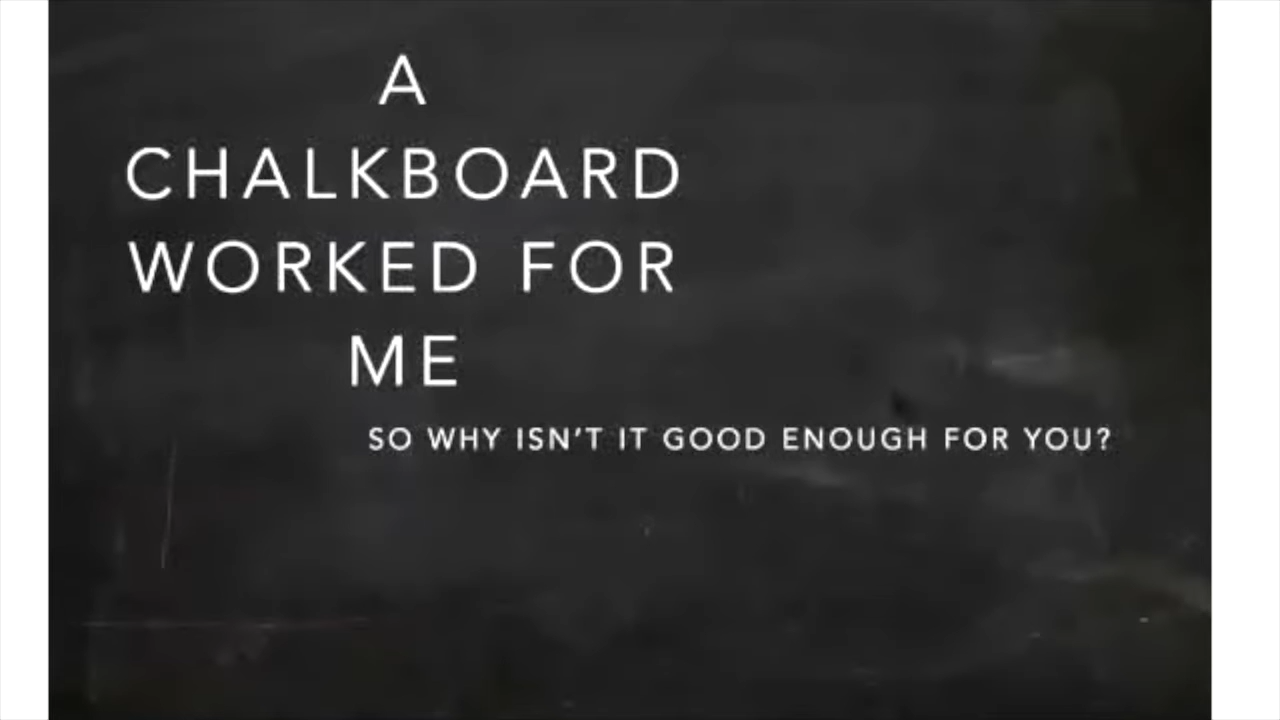 A
CHALKBOARD
WORKED FOR
ME
SO WHY ISN'T IT GOOD ENOUGH FOR YOU?